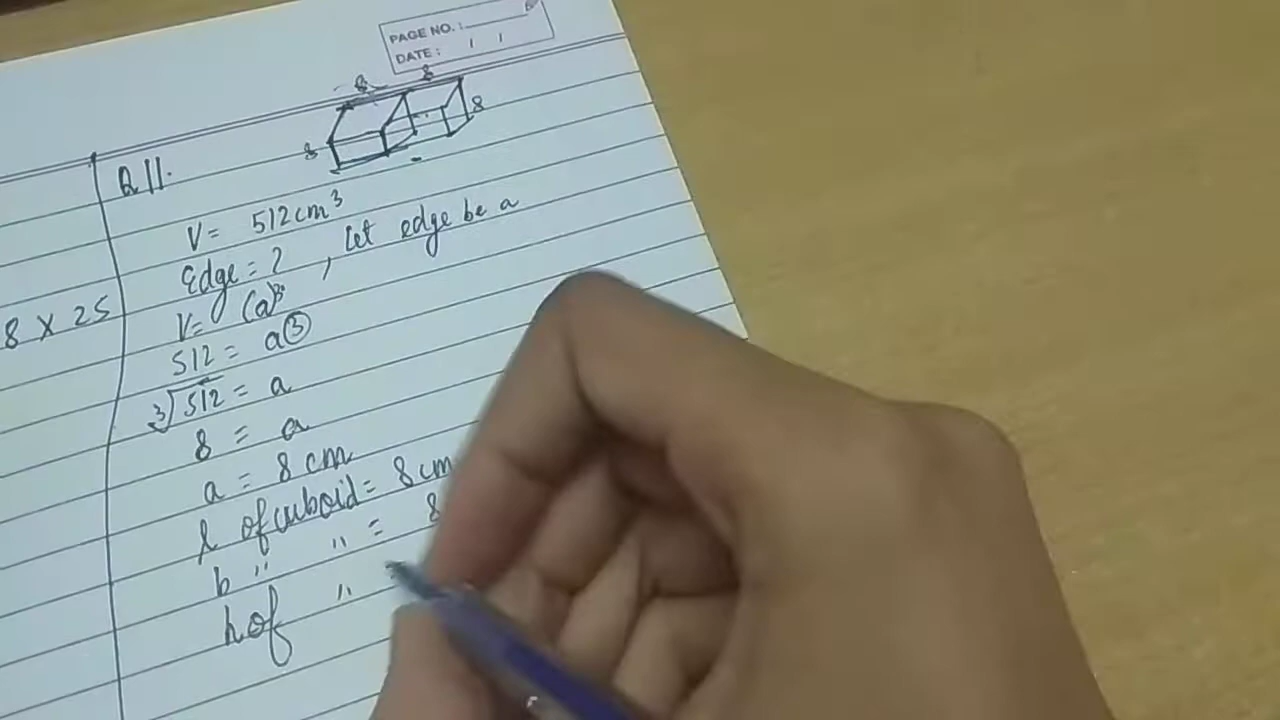 PAGE NO. :
DATE : / /
8 8
8
8
Q11.
V = 512cm³
Edge = ? , Let edge be a
8 X 25
V = (a)³
512 = a³
³√512 = a
8 = a
a = 8 cm
l of cuboid = 8 cm
b " " = 8
h of "